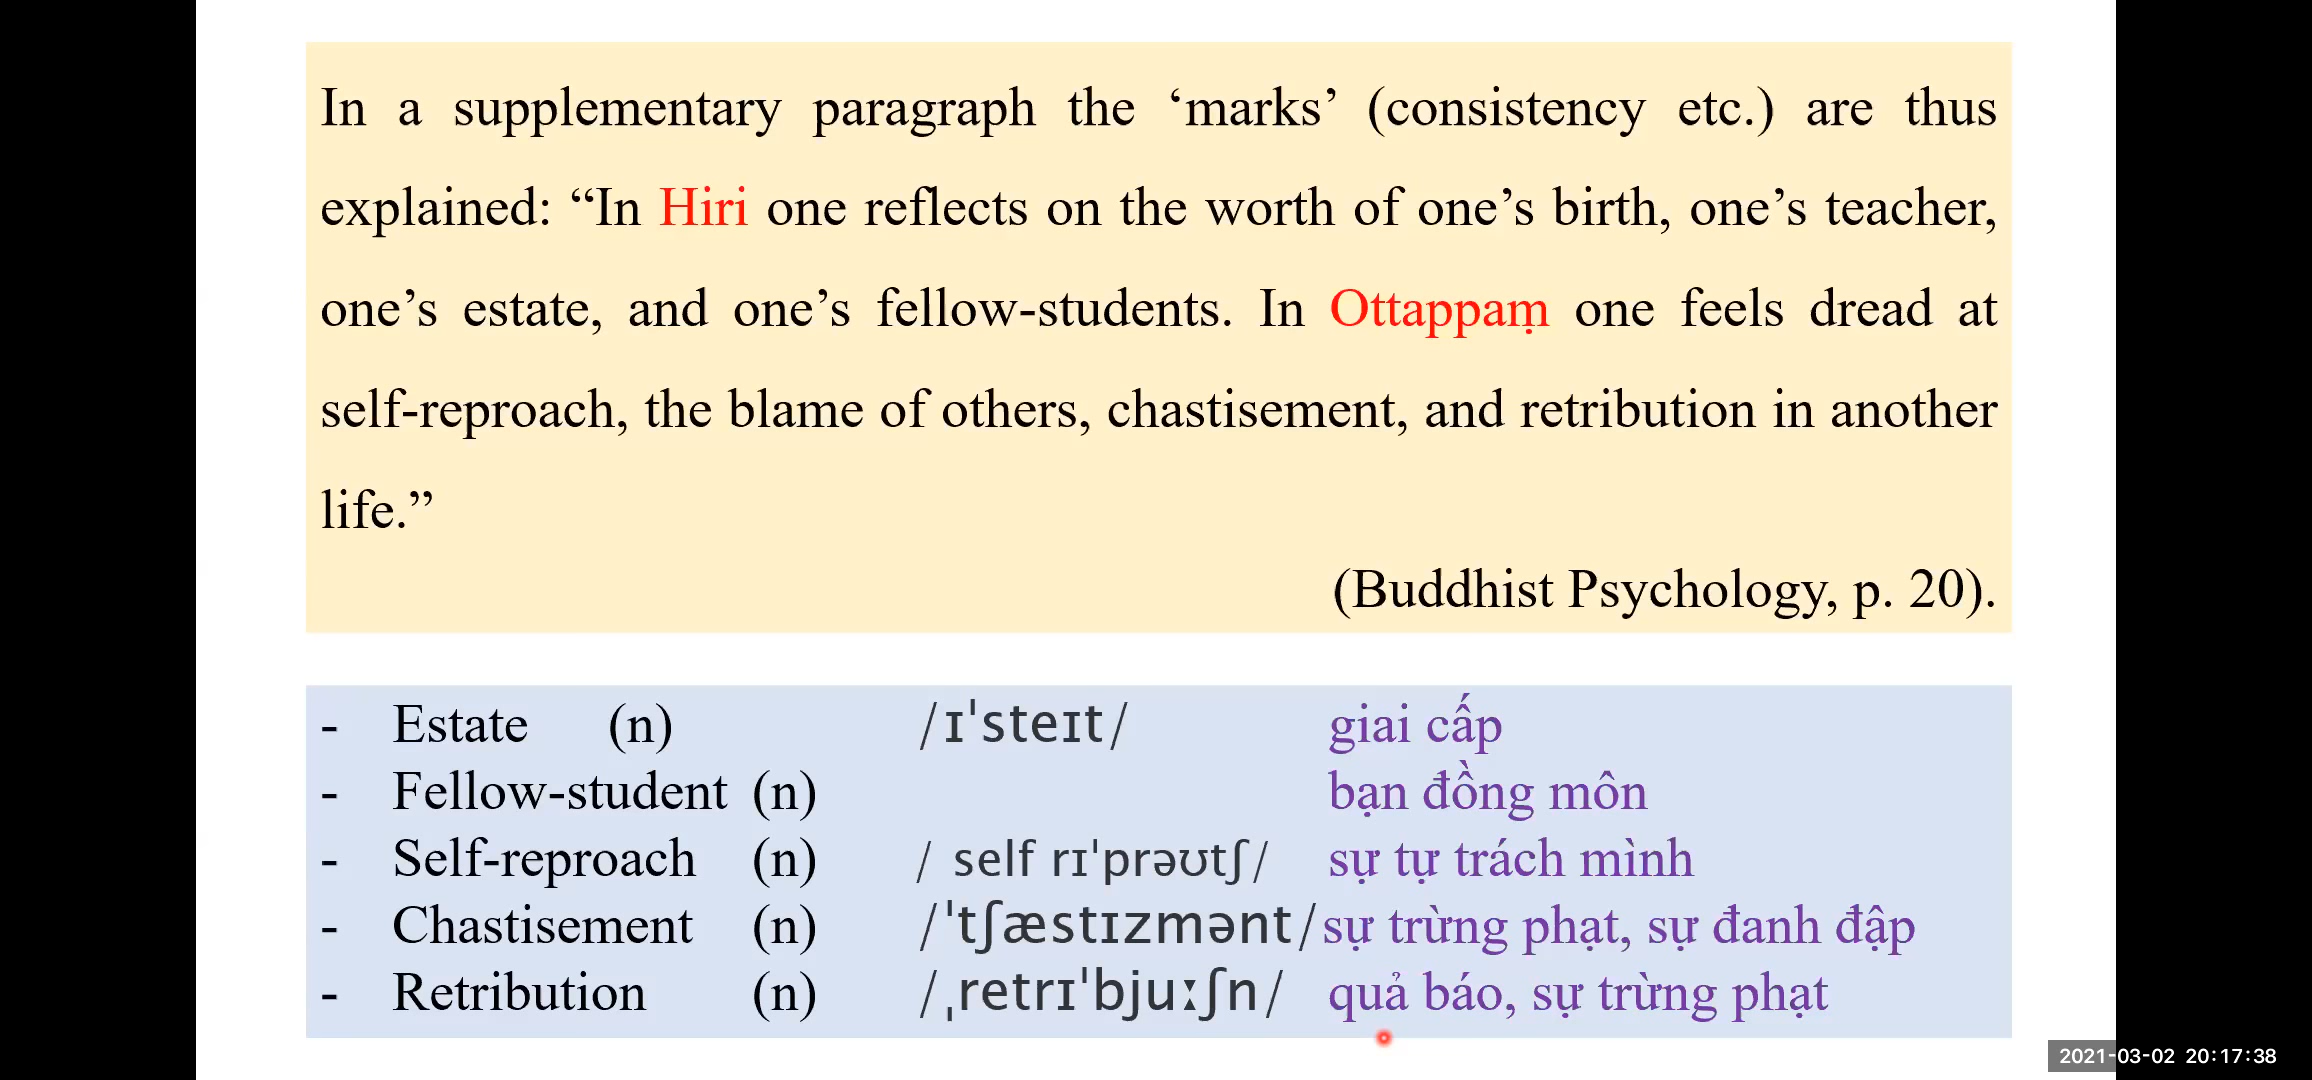 In a supplementary paragraph the ‘marks’ (consistency etc.) are thus
explained: “In Hiri one reflects on the worth of one’s birth, one’s teacher,
one’s estate, and one’s fellow-students. In Ottappaṃ one feels dread at
self-reproach, the blame of others, chastisement, and retribution in another
life.”
(Buddhist Psychology, p. 20).
- Estate (n) /ɪˈsteɪt/ giai cấp
- Fellow-student (n) bạn đồng môn
- Self-reproach (n) / self rɪˈprəʊtʃ/ sự tự trách mình
- Chastisement (n) /ˈtʃæstɪzmənt/ sự trừng phạt, sự đanh đập
- Retribution (n) /ˌretrɪˈbjuːʃn/ quả báo, sự trừng phạt
2021-03-02 20:17:38